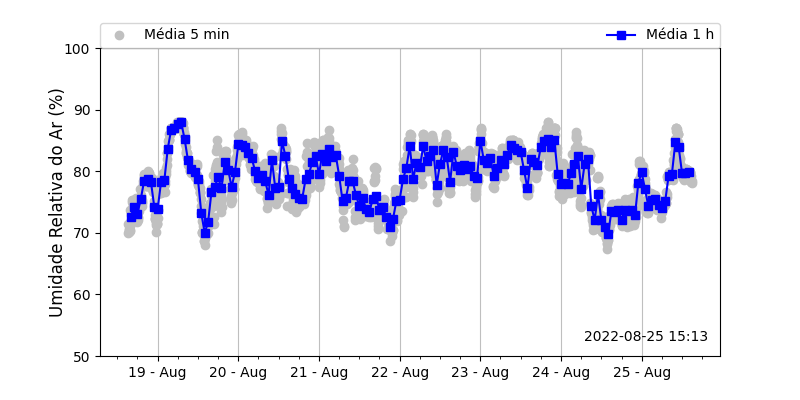 Média 5 min
Média 1 h
Umidade Relativa do Ar (%)
100
90
80
70
60
50
2022-08-25 15:13
19 - Aug
20 - Aug
21 - Aug
22 - Aug
23 - Aug
24 - Aug
25 - Aug